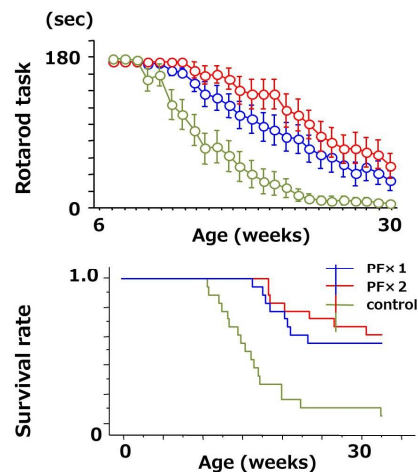 (sec)
180
Rotarod task
0
6
30
Age (weeks)
1.0
PF×1
PF×2
control
Survival rate
0
0
30
Age (weeks)